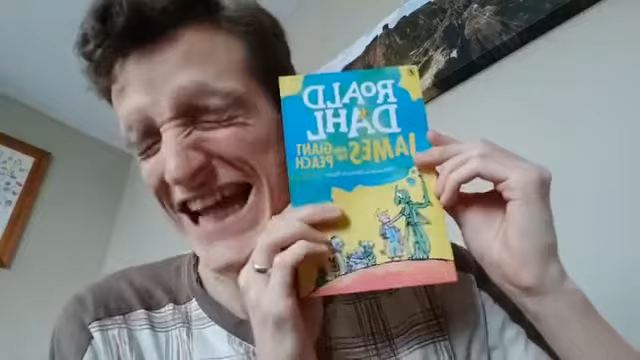 ROALD
DAHL
JAMES AND THE GIANT
PEACH